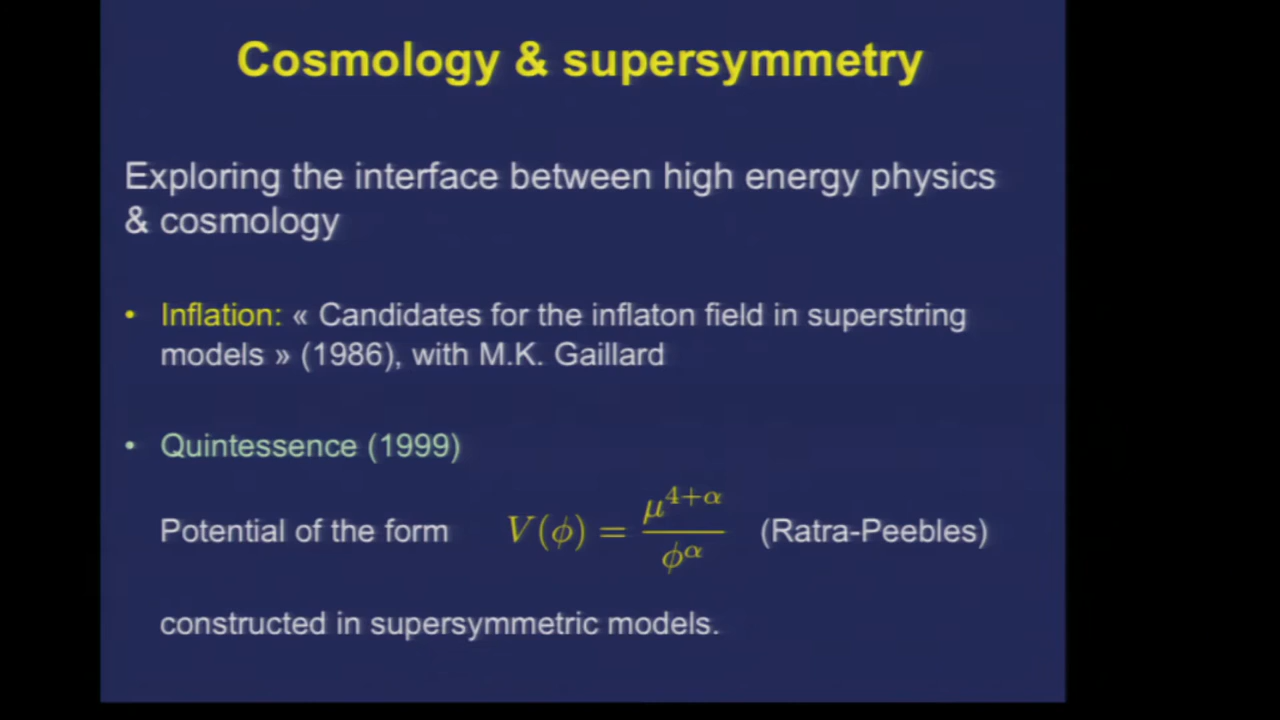 Cosmology & supersymmetry
Exploring the interface between high energy physics
& cosmology
• Inflation: « Candidates for the inflaton field in superstring
models » (1986), with M.K. Gaillard
• Quintessence (1999)
Potential of the form V(ϕ) = μ^{4+α} / ϕ^α (Ratra-Peebles)
constructed in supersymmetric models.